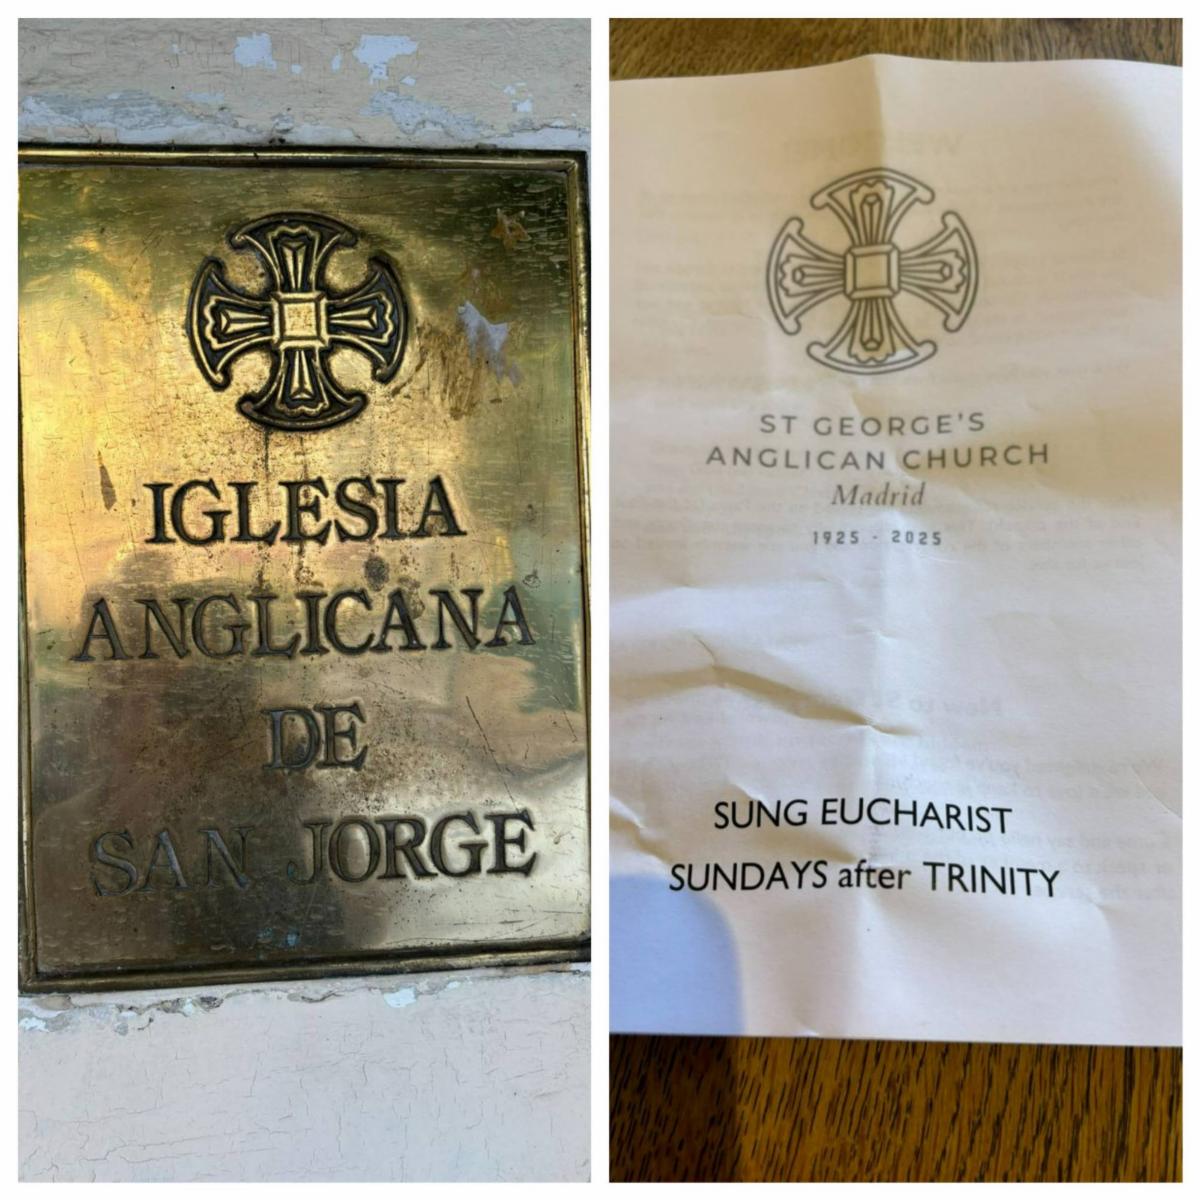 IGLESIA
ANGLICANA
DE
SAN JORGE
ST GEORGE'S
ANGLICAN CHURCH
Madrid
1925 - 2025
SUNG EUCHARIST
SUNDAYS after TRINITY